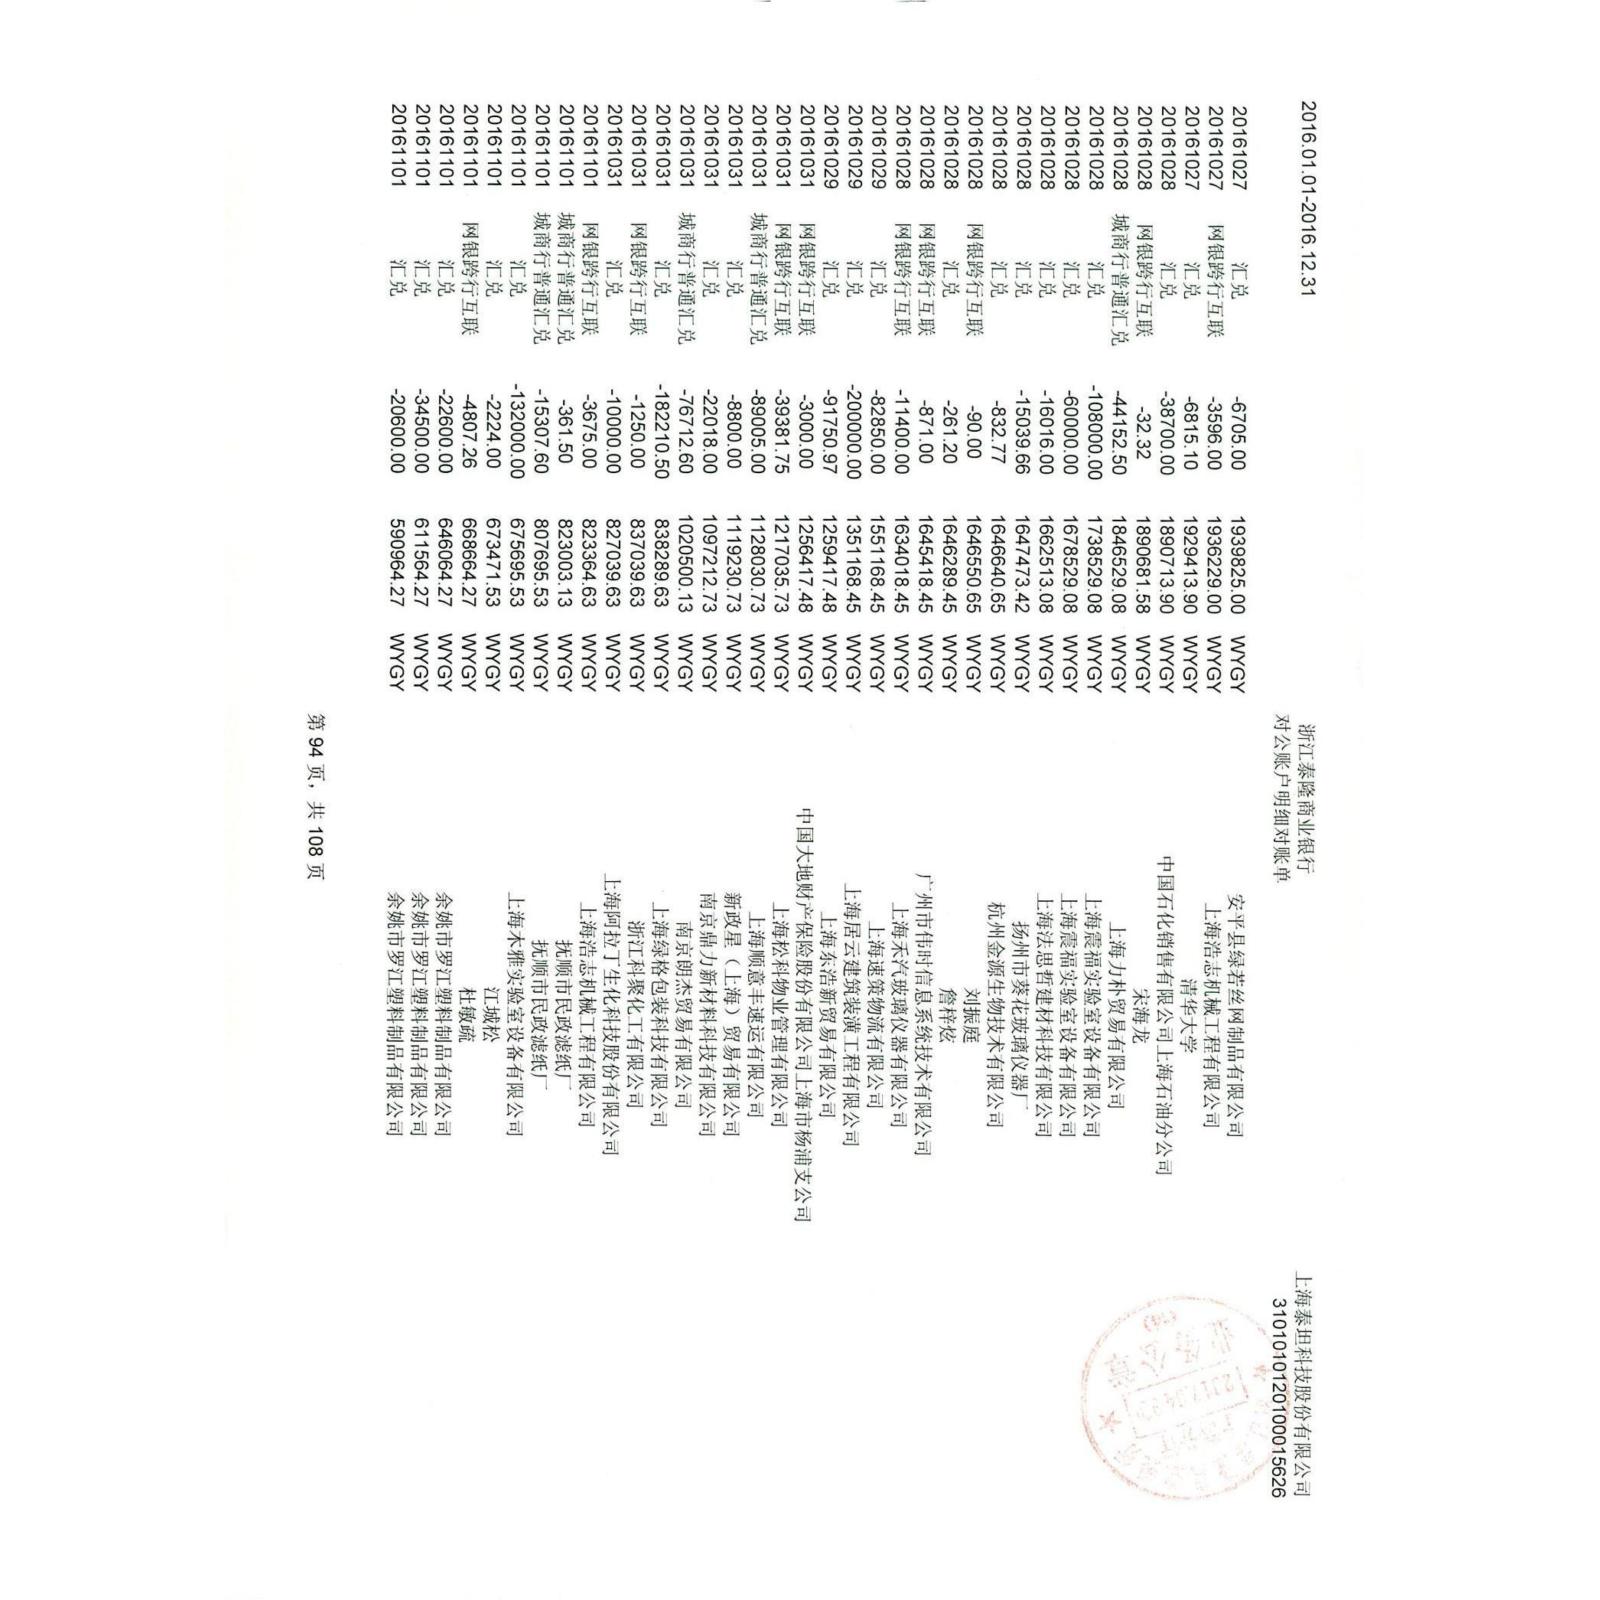 浙江泰隆商业银行 上海泰坦科技股份有限公司
2016.01.01-2016.12.31 对公账户明细对账单 3101010120100015626
20161027 汇兑 -6705.00 1939825.00 WYGY 安平县绿若丝网制品有限公司
20161027 网银跨行互联 -3596.00 1936229.00 WYGY 上海浩志机械工程有限公司
20161027 汇兑 -6815.10 1929413.90 WYGY 清华大学
20161028 汇兑 -38700.00 1890713.90 WYGY 中国石化销售有限公司上海石油分公司
20161028 网银跨行互联 -32.32 1890681.58 WYGY 宋海龙
20161028 城商行普通汇兑 -44152.50 1846529.08 WYGY 上海力朴贸易有限公司
20161028 汇兑 -108000.00 1738529.08 WYGY 上海震福实验室设备有限公司
20161028 汇兑 -60000.00 1678529.08 WYGY 上海震福实验室设备有限公司
20161028 汇兑 -16016.00 1662513.08 WYGY 上海法思哲建材科技有限公司
20161028 汇兑 -15039.66 1647473.42 WYGY 扬州市葵花玻璃仪器厂
20161028 汇兑 -832.77 1646640.65 WYGY 杭州金源生物技术有限公司
20161028 网银跨行互联 -90.00 1646550.65 WYGY 刘振庭
20161028 汇兑 -261.20 1646289.45 WYGY 詹梓炫
20161028 网银跨行互联 -871.00 1645418.45 WYGY 广州市伟时信息系统技术有限公司
20161028 网银跨行互联 -11400.00 1634018.45 WYGY 上海禾汽玻璃仪器有限公司
20161029 汇兑 -82850.00 1551168.45 WYGY 上海速策物流有限公司
20161029 汇兑 -200000.00 1351168.45 WYGY 上海居云建筑装潢工程有限公司
20161029 汇兑 -91750.97 1259417.48 WYGY 上海东浩新贸易有限公司
20161031 网银跨行互联 -3000.00 1256417.48 WYGY 中国大地财产保险股份有限公司上海市杨浦支公司
20161031 网银跨行互联 -39381.75 1217035.73 WYGY 上海松科物业管理有限公司
20161031 城商行普通汇兑 -89005.00 1128030.73 WYGY 上海顺意丰速运有限公司
20161031 汇兑 -8800.00 1119230.73 WYGY 新政星（上海）贸易有限公司
20161031 汇兑 -22018.00 1097212.73 WYGY 南京鼎力新材料科技有限公司
20161031 城商行普通汇兑 -76712.60 1020500.13 WYGY 南京朗杰贸易有限公司
20161031 汇兑 -182210.50 838289.63 WYGY 上海绿格包装科技有限公司
20161031 网银跨行互联 -1250.00 837039.63 WYGY 浙江科聚化工有限公司
20161031 汇兑 -10000.00 827039.63 WYGY 上海阿拉丁生化科技股份有限公司
20161101 网银跨行互联 -3675.00 823364.63 WYGY 上海浩志机械工程有限公司
20161101 城商行普通汇兑 -361.50 823003.13 WYGY 抚顺市民政滤纸厂
20161101 城商行普通汇兑 -15307.60 807695.53 WYGY 抚顺市民政滤纸厂
20161101 汇兑 -132000.00 675695.53 WYGY 上海木雅实验室设备有限公司
20161101 汇兑 -2224.00 673471.53 WYGY 江城松
20161101 网银跨行互联 -4807.26 668664.27 WYGY 杜敏疏
20161101 汇兑 -22600.00 646064.27 WYGY 余姚市罗江塑料制品有限公司
20161101 汇兑 -34500.00 611564.27 WYGY 余姚市罗江塑料制品有限公司
20161101 汇兑 -20600.00 590964.27 WYGY 余姚市罗江塑料制品有限公司
第 94 页，共 108 页
业务公章